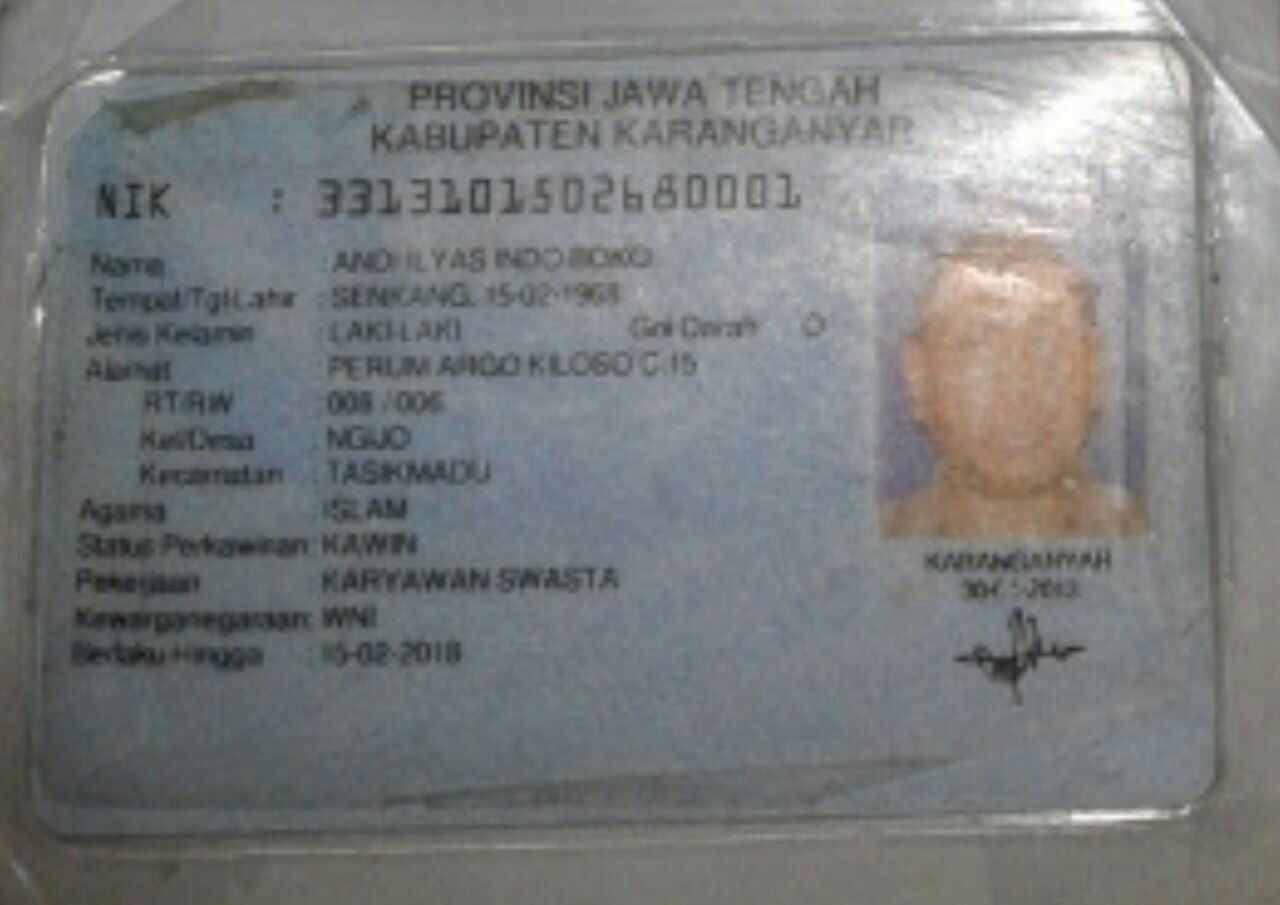 PROVINSI JAWA TENGAH
KABUPATEN KARANGANYAR
NIK : 3313101502680001
Nama : ANDI ILYAS INDO BOKO
Tempat/Tgl Lahir : SENKANG, 15-02-1968
Jenis Kelamin : LAKI-LAKI Gol Darah O
Alamat : PERUM ARGO KILOSO C.15
RT/RW : 008 / 006
Kel/Desa : NGIJO
Kecamatan : TASIKMADU
Agama : ISLAM
Status Perkawinan: KAWIN
Pekerjaan : KARYAWAN SWASTA
Kewarganegaraan: WNI
Berlaku Hingga : 15-02-2018
KARANGANYAR